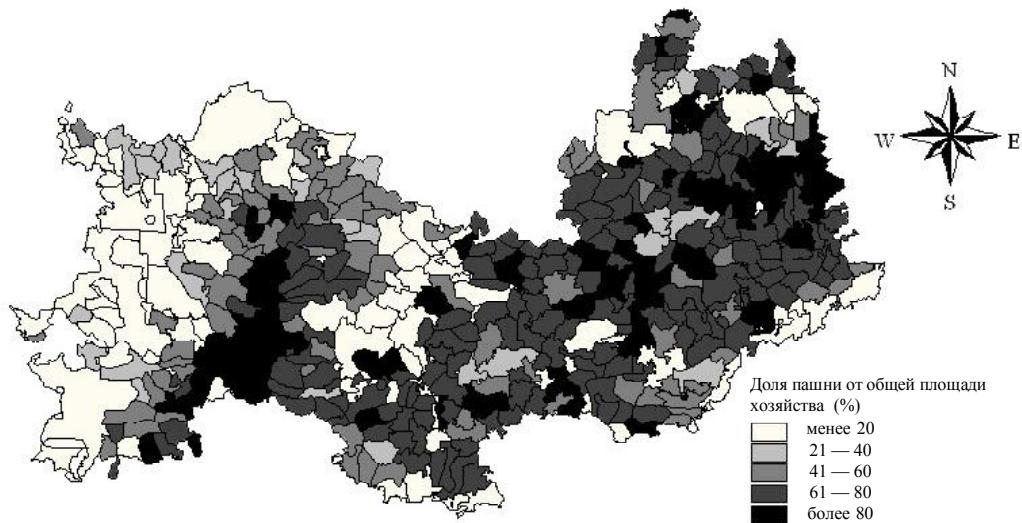 N
W
E
S
Доля пашни от общей площади
хозяйства (%)
менее 20
21 — 40
41 — 60
61 — 80
более 80